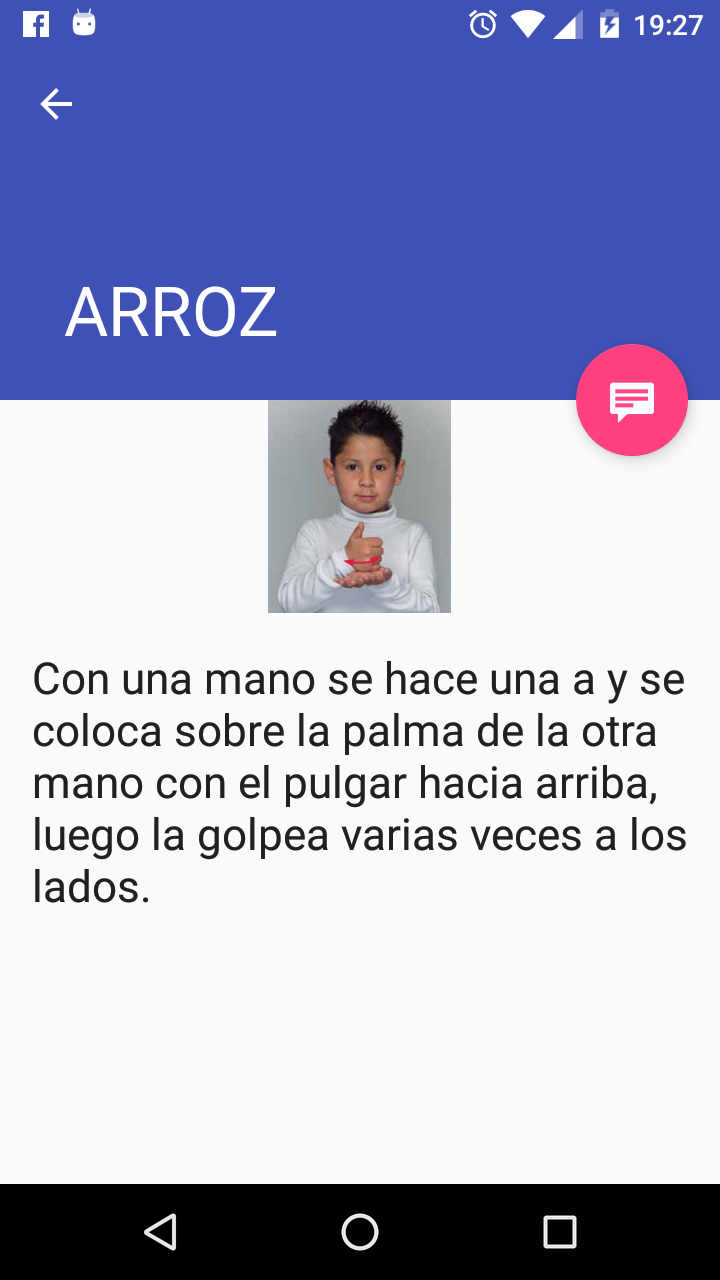 19:27
ARROZ
Con una mano se hace una a y se
coloca sobre la palma de la otra
mano con el pulgar hacia arriba,
luego la golpea varias veces a los
lados.